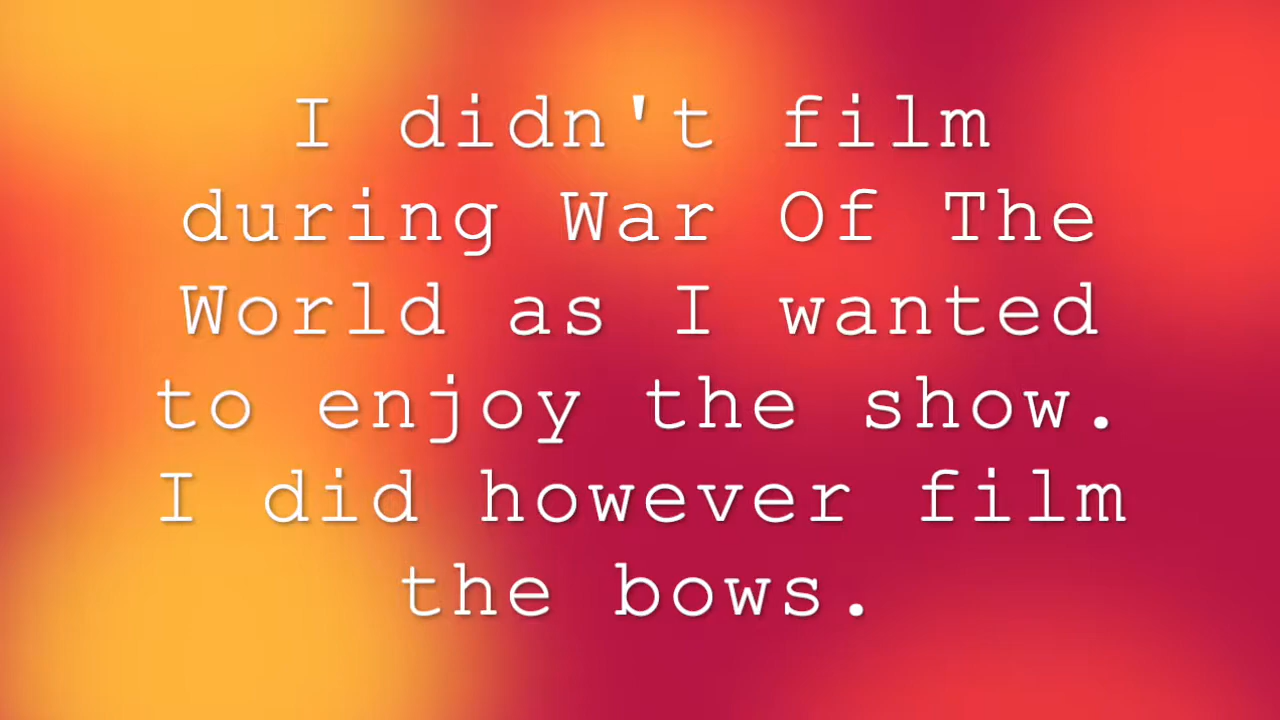 I didn't film
during War Of The
World as I wanted
to enjoy the show.
I did however film
the bows.